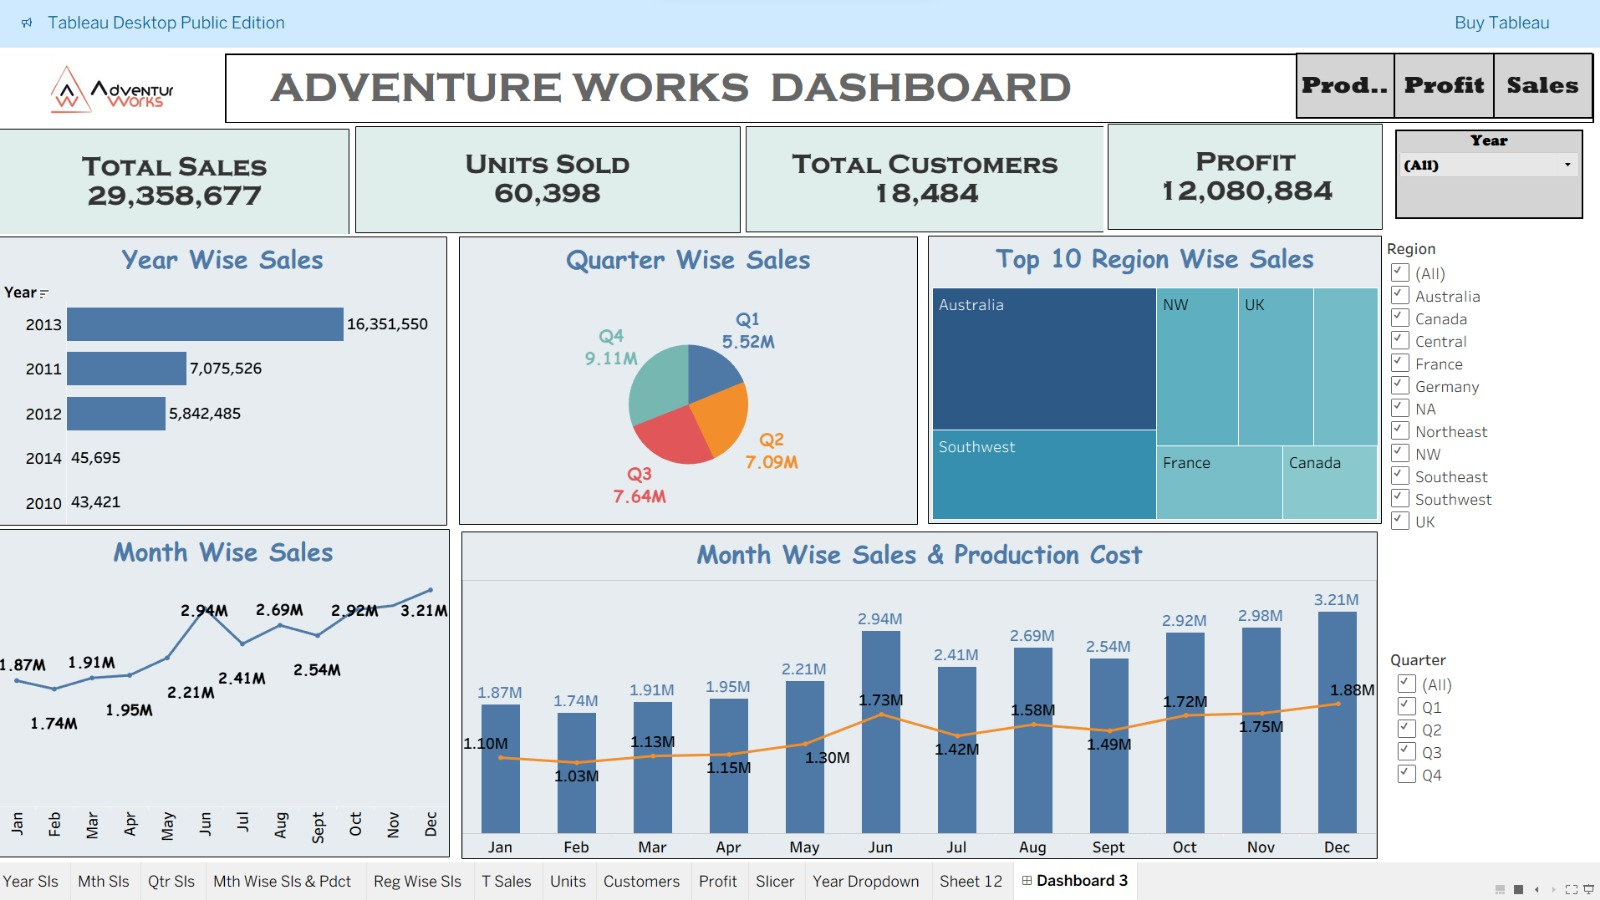 Tableau Desktop Public Edition
Buy Tableau
Adventur
Works
ADVENTURE WORKS DASHBOARD
Prod..
Profit
Sales
TOTAL SALES
29,358,677
UNITS SOLD
60,398
TOTAL CUSTOMERS
18,484
PROFIT
12,080,884
Year
(All)
Year Wise Sales
Year
2013 16,351,550
2011 7,075,526
2012 5,842,485
2014 45,695
2010 43,421
Quarter Wise Sales
Q1
5.52M
Q4
9.11M
Q2
7.09M
Q3
7.64M
Top 10 Region Wise Sales
Australia
NW
UK
Southwest
France
Canada
Region
(All)
Australia
Canada
Central
France
Germany
NA
Northeast
NW
Southeast
Southwest
UK
Month Wise Sales
2.94M 2.69M 2.92M 3.21M
1.87M 1.91M
2.21M 2.41M 2.54M
1.74M 1.95M
Jan Feb Mar Apr May Jun Jul Aug Sept Oct Nov Dec
Month Wise Sales & Production Cost
1.87M 1.74M 1.91M 1.95M 2.21M 2.94M 2.41M 2.69M 2.54M 2.92M 2.98M 3.21M
1.10M 1.03M 1.13M 1.15M 1.30M 1.73M 1.42M 1.58M 1.49M 1.72M 1.75M 1.88M
Jan Feb Mar Apr May Jun Jul Aug Sept Oct Nov Dec
Quarter
(All)
Q1
Q2
Q3
Q4
Year Sls
Mth Sls
Qtr Sls
Mth Wise Sls & Pdct
Reg Wise Sls
T Sales
Units
Customers
Profit
Slicer
Year Dropdown
Sheet 12
Dashboard 3